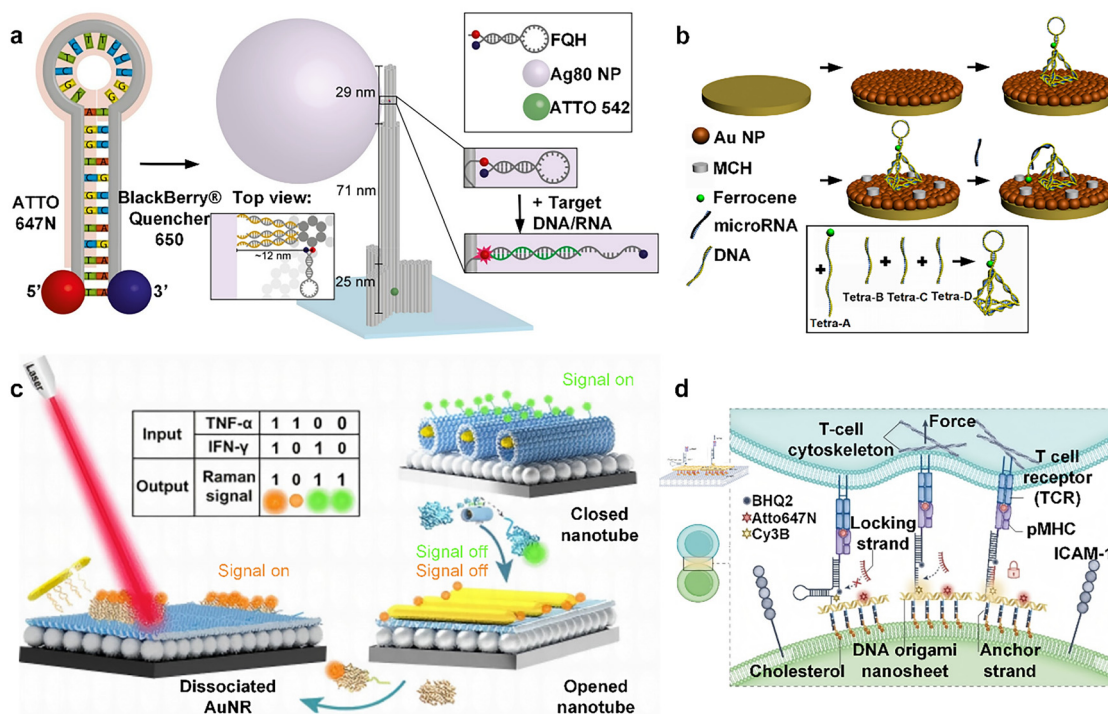 a
ATTO
647N
BlackBerry®
Quencher
650
5’
3’
Top view:
~12 nm
29 nm
71 nm
25 nm
FQH
Ag80 NP
ATTO 542
+ Target
DNA/RNA
b
Au NP
MCH
Ferrocene
microRNA
DNA
+
+
+
+
Tetra-A
Tetra-B
Tetra-C
Tetra-D
c
Laser
Input
TNF-α
1 1 0 0
IFN-γ
1 0 1 0
Output
Raman
signal
1 0 1 1
Signal on
Closed
nanotube
Signal off
Signal off
Signal on
Dissociated
AuNR
Opened
nanotube
d
T-cell
cytoskeleton
Force
T cell
receptor
(TCR)
BHQ2
Atto647N
Cy3B
Locking
strand
pMHC
ICAM-1
Cholesterol
DNA origami
nanosheet
Anchor
strand